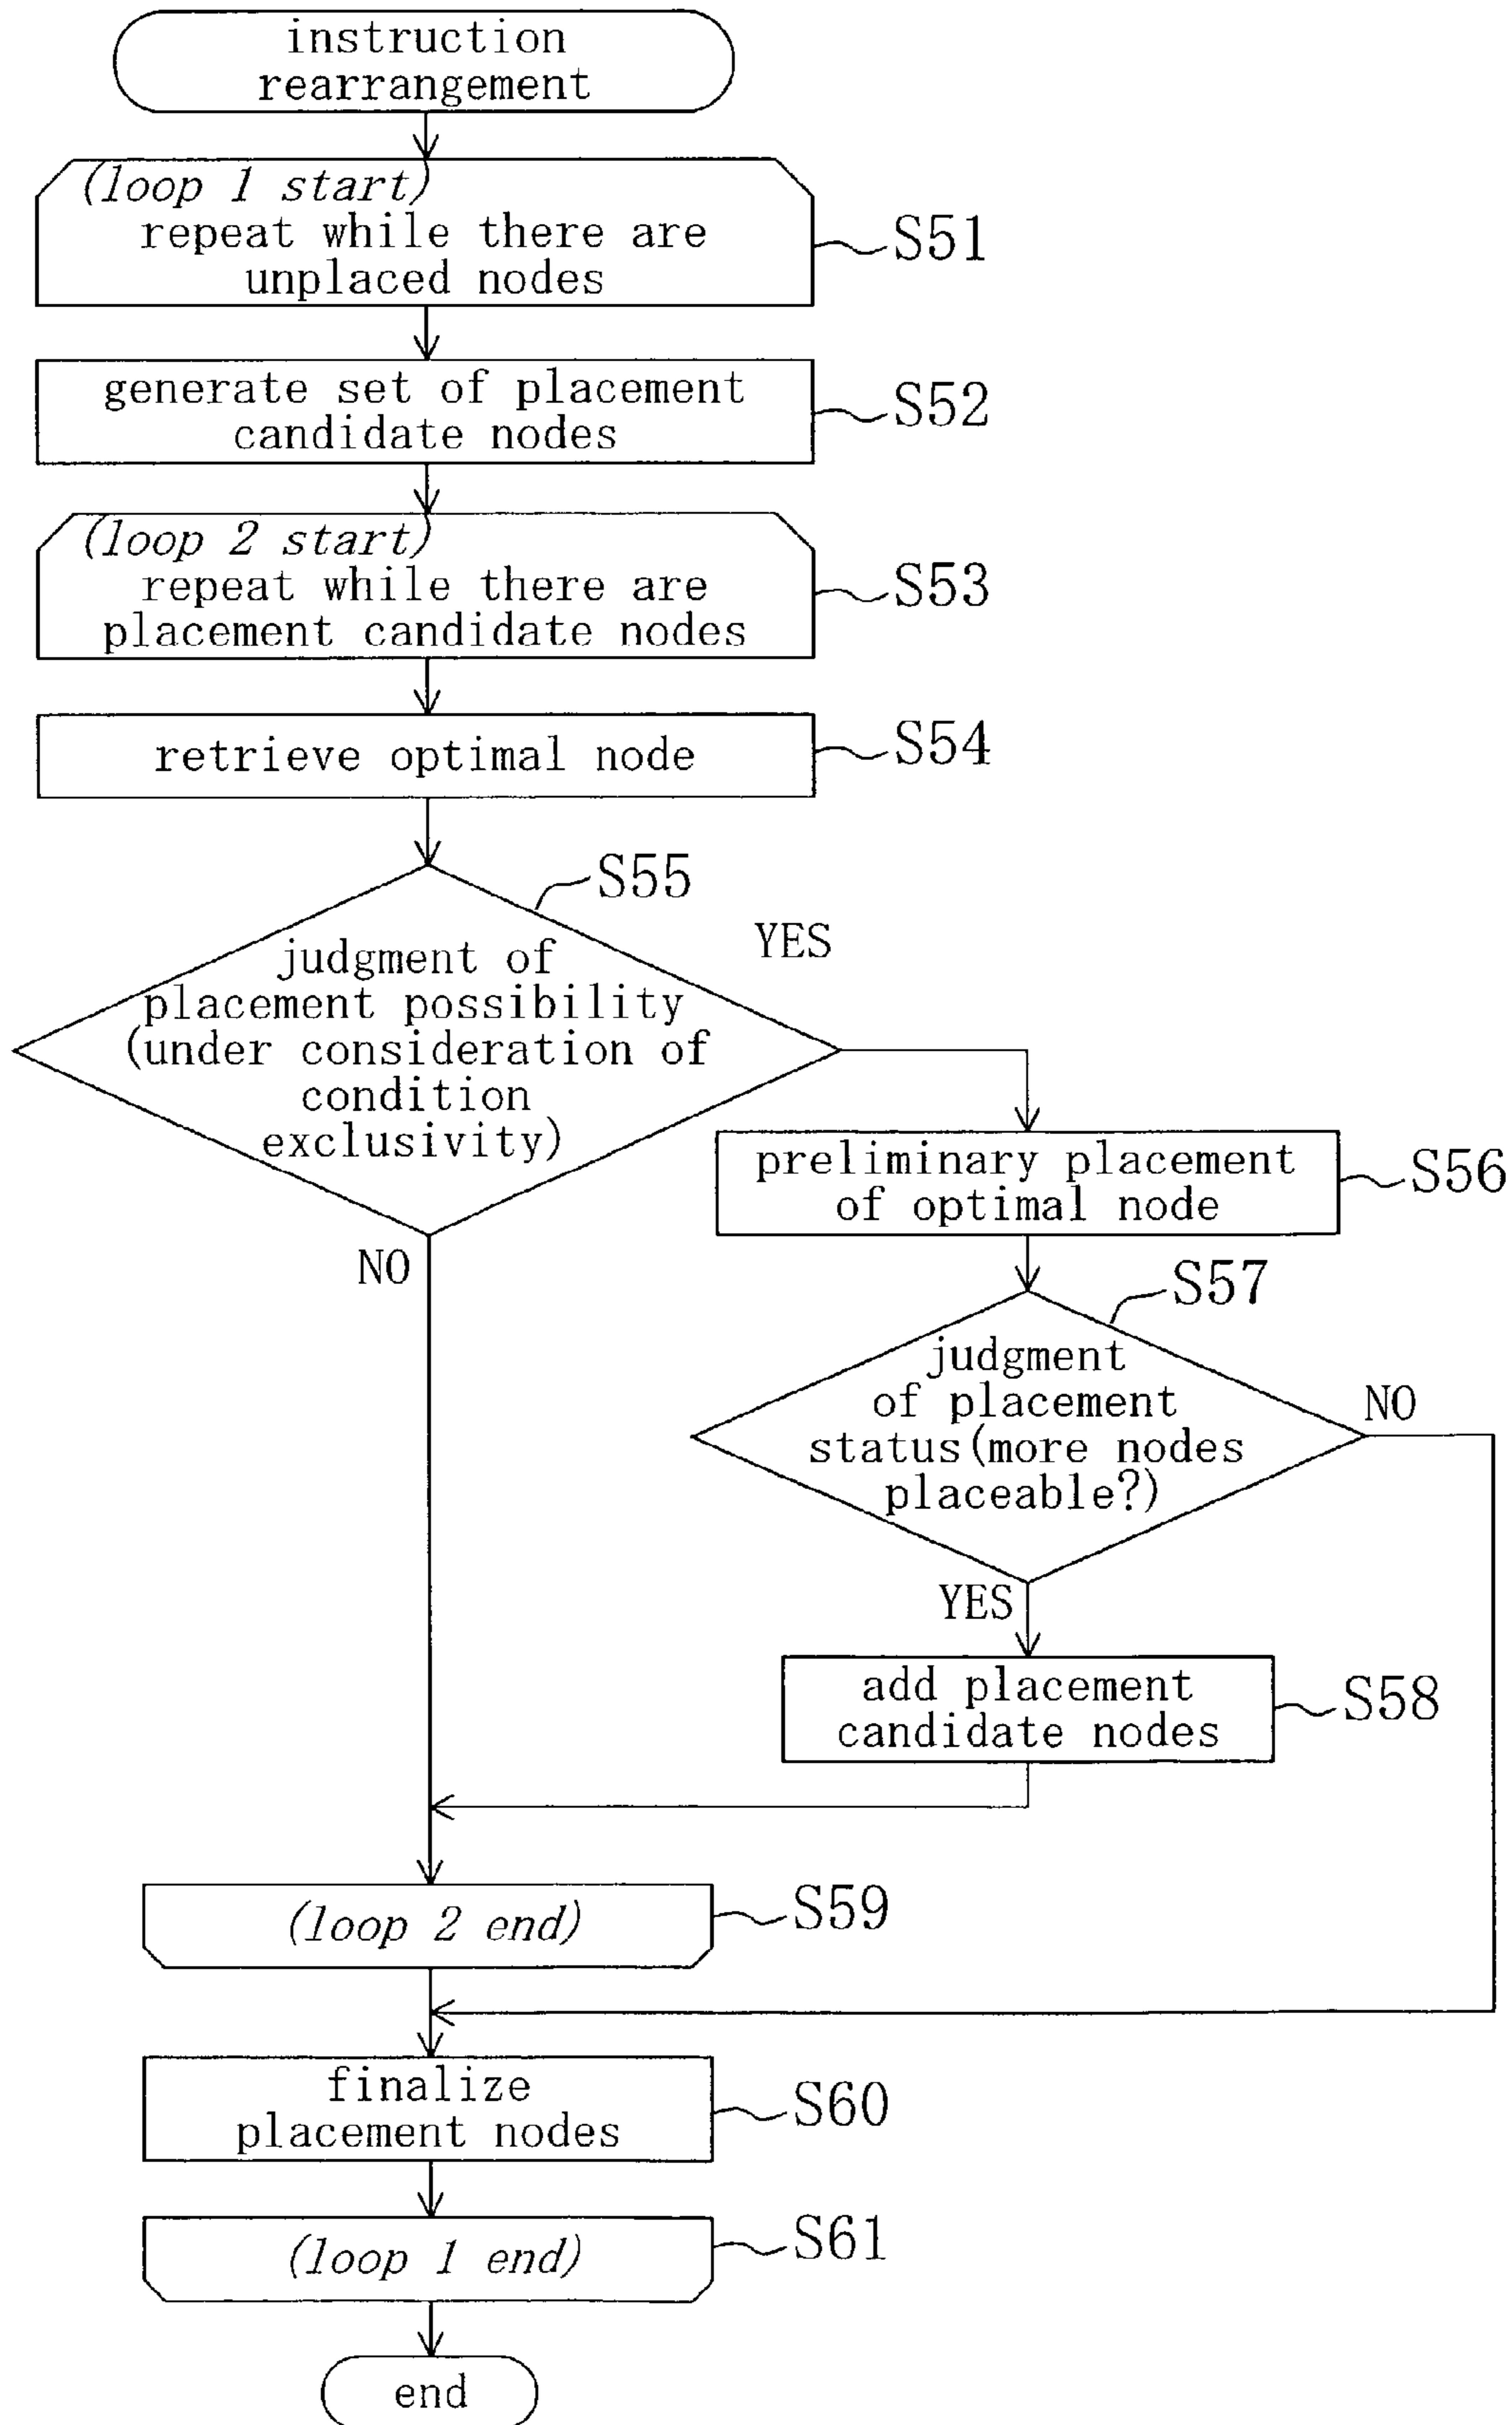 instruction
rearrangement
(loop 1 start)
repeat while there are
unplaced nodes
S51
generate set of placement
candidate nodes
S52
(loop 2 start)
repeat while there are
placement candidate nodes
S53
retrieve optimal node
S54
S55
judgment of
placement possibility
(under consideration of
condition
exclusivity)
YES
NO
preliminary placement
of optimal node
S56
S57
judgment
of placement
status(more nodes
placeable?)
NO
YES
add placement
candidate nodes
S58
(loop 2 end)
S59
finalize
placement nodes
S60
(loop 1 end)
S61
end